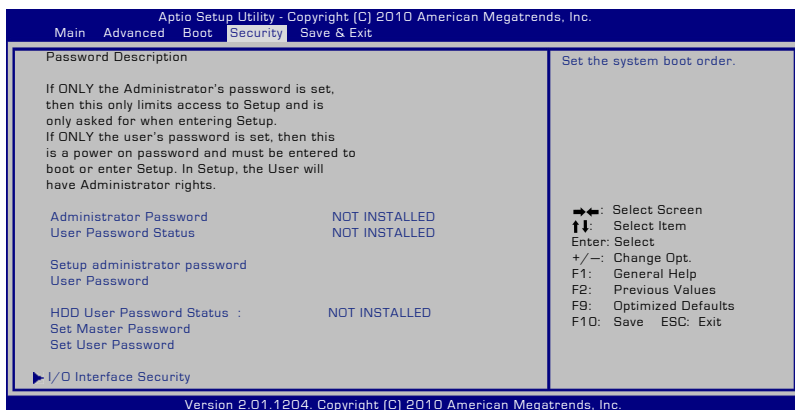 Aptio Setup Utility - Copyright (C) 2010 American Megatrends, Inc.
Main Advanced Boot Security Save & Exit
Password Description
If ONLY the Administrator's password is set,
then this only limits access to Setup and is
only asked for when entering Setup.
If ONLY the user's password is set, then this
is a power on password and must be entered to
boot or enter Setup. In Setup, the User will
have Administrator rights.
Administrator Password NOT INSTALLED
User Password Status NOT INSTALLED
Setup administrator password
User Password
HDD User Password Status : NOT INSTALLED
Set Master Password
Set User Password
I/O Interface Security
Set the system boot order.
→←: Select Screen
↑↓: Select Item
Enter: Select
+/—: Change Opt.
F1: General Help
F2: Previous Values
F9: Optimized Defaults
F10: Save ESC: Exit
Version 2.01.1204. Copyright (C) 2010 American Megatrends, Inc.